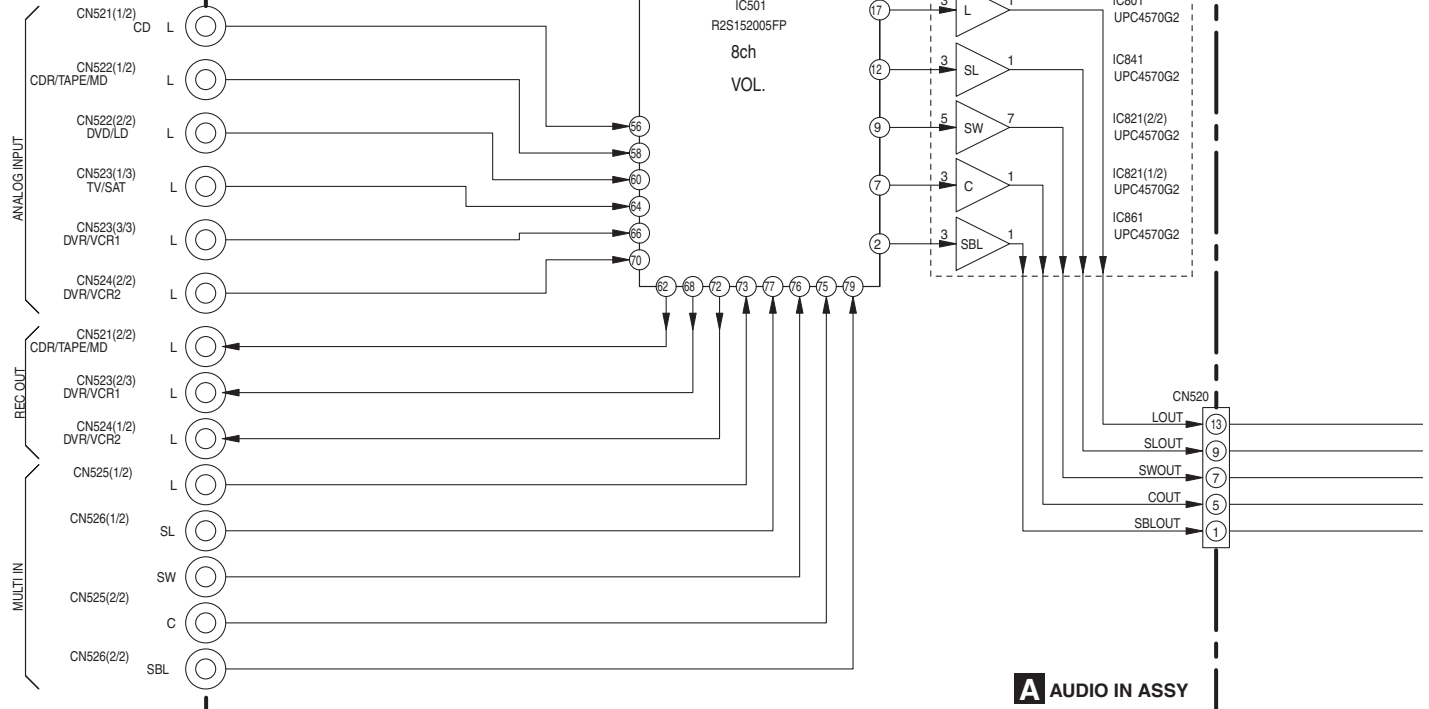 CN521(1/2)
CD L
CN522(1/2)
CDR/TAPE/MD L
CN522(2/2)
DVD/LD L
CN523(1/3)
TV/SAT L
CN523(3/3)
DVR/VCR1 L
CN524(2/2)
DVR/VCR2 L
ANALOG INPUT
CN521(2/2)
CDR/TAPE/MD L
CN523(2/3)
DVR/VCR1 L
CN524(1/2)
DVR/VCR2 L
REC OUT
CN525(1/2)
L
CN526(1/2)
SL
SW
CN525(2/2)
C
CN526(2/2)
SBL
MULTI IN
IC501
R2S152005FP
8ch
VOL.
56
58
60
64
66
70
62 68 72 73 77 76 75 79
17 3 L 1
IC801
UPC4570G2
12 3 SL 1
IC841
UPC4570G2
9 5 SW 7
IC821(2/2)
UPC4570G2
7 3 C 1
IC821(1/2)
UPC4570G2
2 3 SBL 1
IC861
UPC4570G2
CN520
LOUT 13
SLOUT 9
SWOUT 7
COUT 5
SBLOUT 1
A AUDIO IN ASSY